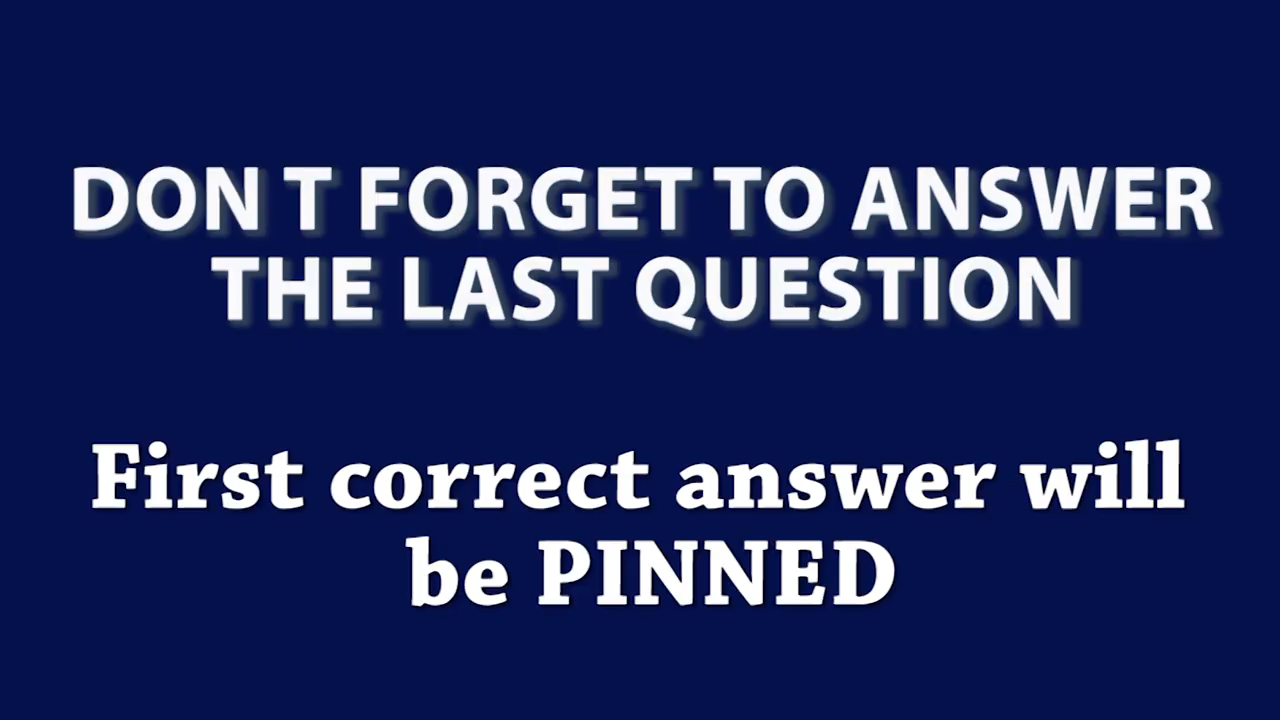 DON T FORGET TO ANSWER
THE LAST QUESTION
First correct answer will
be PINNED